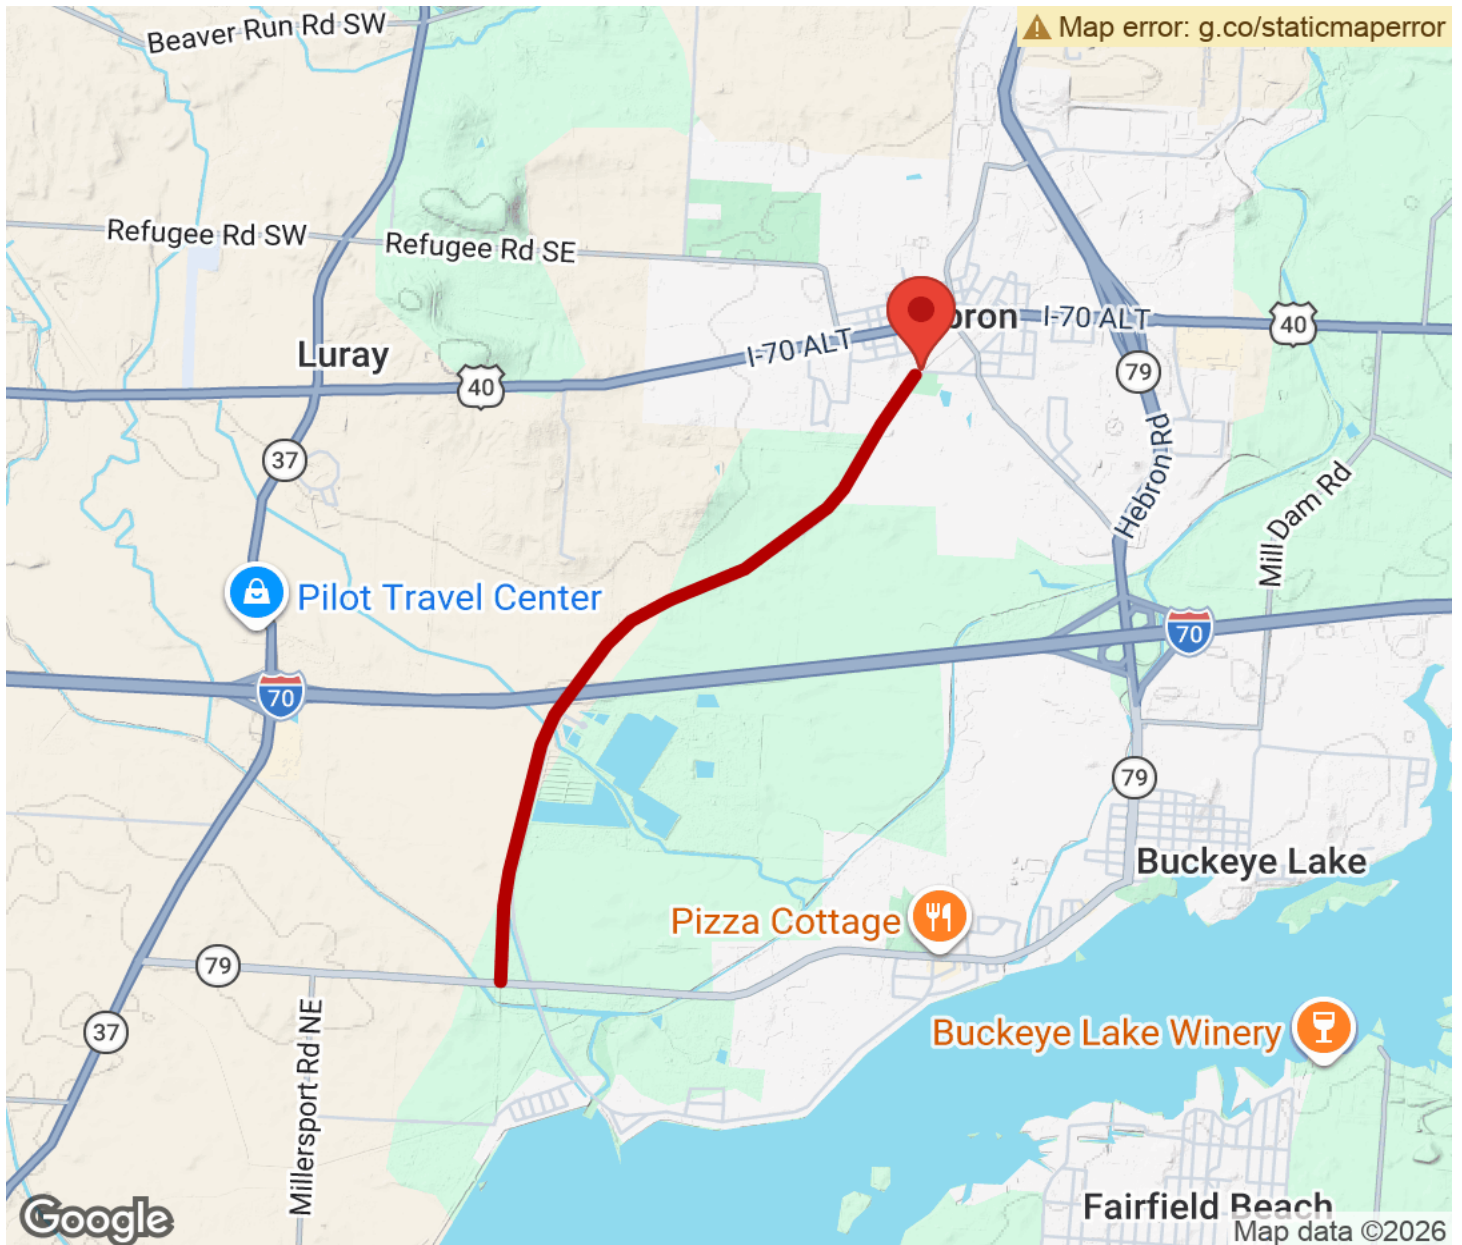 Beaver Run Rd SW
Map error: g.co/staticmaperror
Refugee Rd SW
Refugee Rd SE
bron
I-70 ALT
40
I-70 ALT
Luray
40
79
37
Hebron Rd
Mill Dam Rd
Pilot Travel Center
70
70
79
Buckeye Lake
Pizza Cottage
79
37
Millersport Rd NE
Buckeye Lake Winery
Fairfield Beach
Google
Map data ©2026